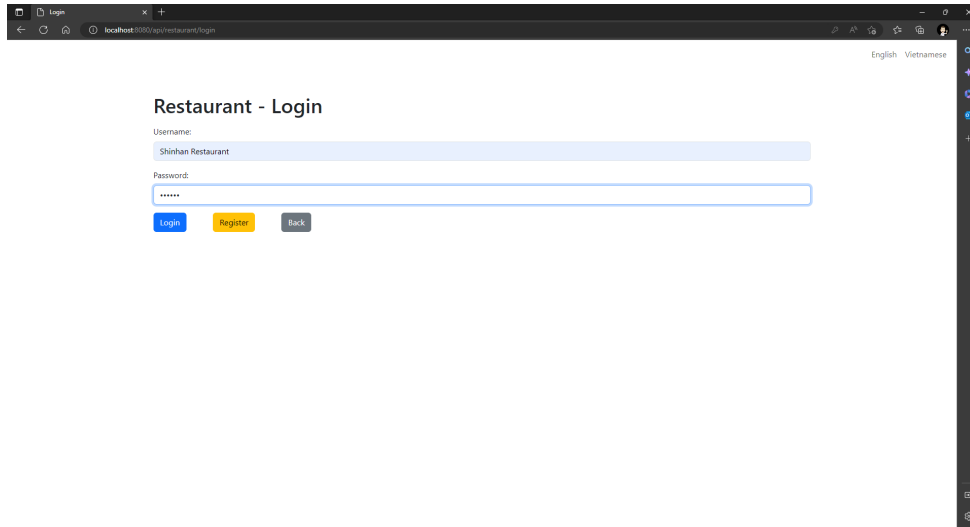 Login
localhost:8080/api/restaurant/login
English Vietnamese
Restaurant - Login
Username:
Shinhan Restaurant
Password:
••••••
Login Register Back